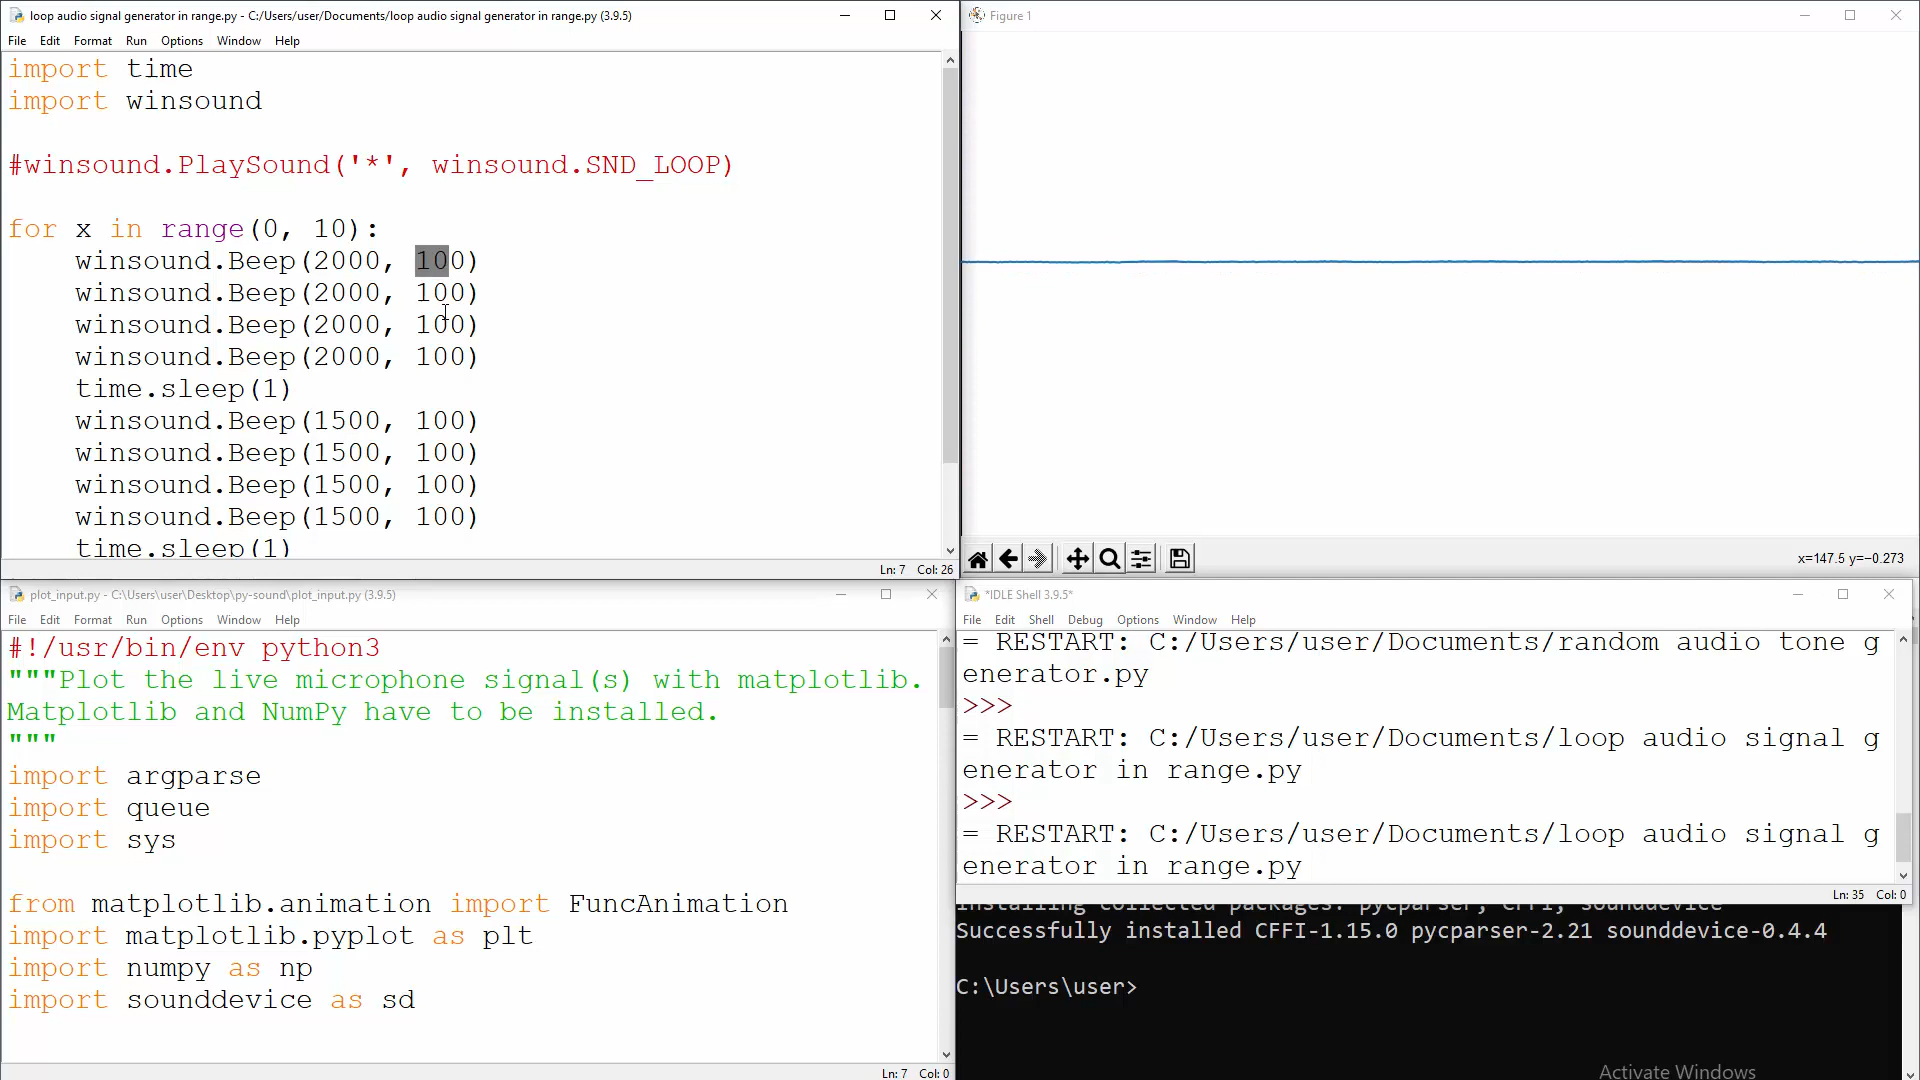 loop audio signal generator in range.py - C:/Users/user/Documents/loop audio signal generator in range.py (3.9.5)
File Edit Format Run Options Window Help
import time
import winsound
#winsound.PlaySound('*', winsound.SND_LOOP)
for x in range(0, 10):
winsound.Beep(2000, 100)
winsound.Beep(2000, 100)
winsound.Beep(2000, 100)
winsound.Beep(2000, 100)
time.sleep(1)
winsound.Beep(1500, 100)
winsound.Beep(1500, 100)
winsound.Beep(1500, 100)
winsound.Beep(1500, 100)
time.sleep(1)
Ln: 7 Col: 26
Figure 1
x=147.5 y=−0.273
plot_input.py - C:\Users\user\Desktop\py-sound\plot_input.py (3.9.5)
File Edit Format Run Options Window Help
#!/usr/bin/env python3
"""Plot the live microphone signal(s) with matplotlib.
Matplotlib and NumPy have to be installed.
"""
import argparse
import queue
import sys
from matplotlib.animation import FuncAnimation
import matplotlib.pyplot as plt
import numpy as np
import sounddevice as sd
Ln: 7 Col: 0
*IDLE Shell 3.9.5*
File Edit Shell Debug Options Window Help
= RESTART: C:/Users/user/Documents/random audio tone g
enerator.py
>>>
= RESTART: C:/Users/user/Documents/loop audio signal g
enerator in range.py
>>>
= RESTART: C:/Users/user/Documents/loop audio signal g
enerator in range.py
Ln: 35 Col: 0
Installing collected packages: pycparser, CFFI, sounddevice
Successfully installed CFFI-1.15.0 pycparser-2.21 sounddevice-0.4.4
C:\Users\user>
Activate Windows